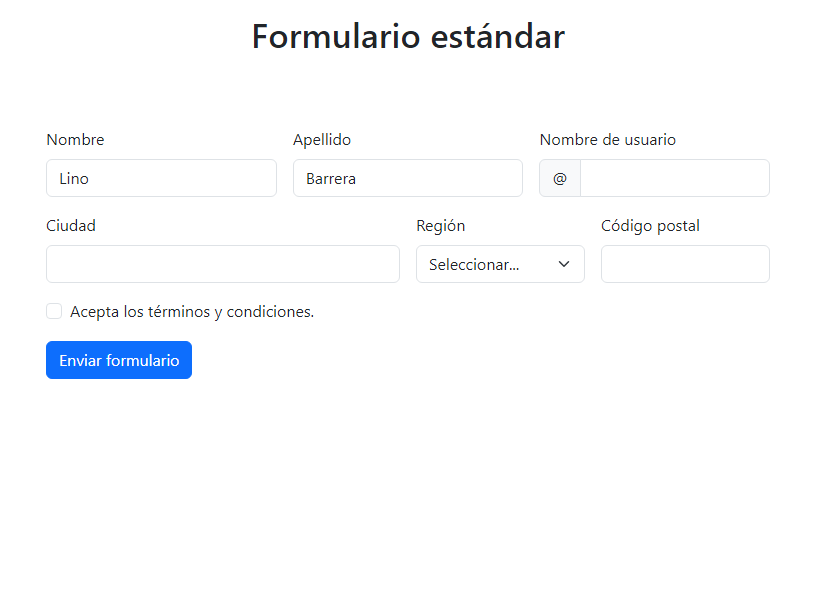 Formulario estándar
Nombre
Apellido
Nombre de usuario
Lino
Barrera
@
Ciudad
Región
Código postal
Seleccionar...
Acepta los términos y condiciones.
Enviar formulario